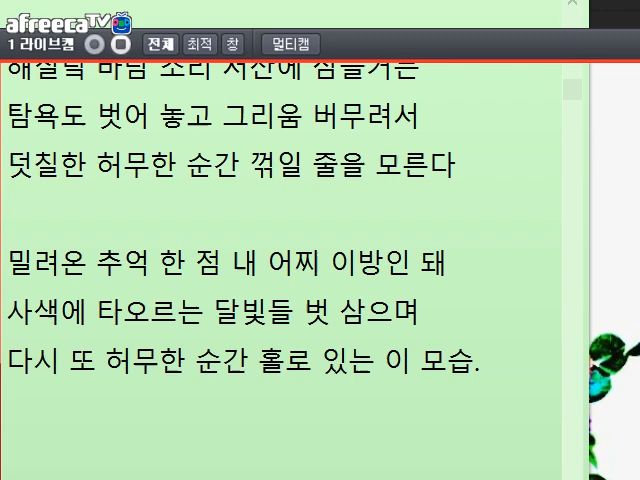 afreecaTV
1 라이브캠 전체 최적 창 멀티캠
바람 소리
탐욕도 벗어 놓고 그리움 버무려서
덧칠한 허무한 순간 꺾일 줄을 모른다
밀려온 추억 한 점 내 어찌 이방인 돼
사색에 타오르는 달빛들 벗 삼으며
다시 또 허무한 순간 홀로 있는 이 모습.